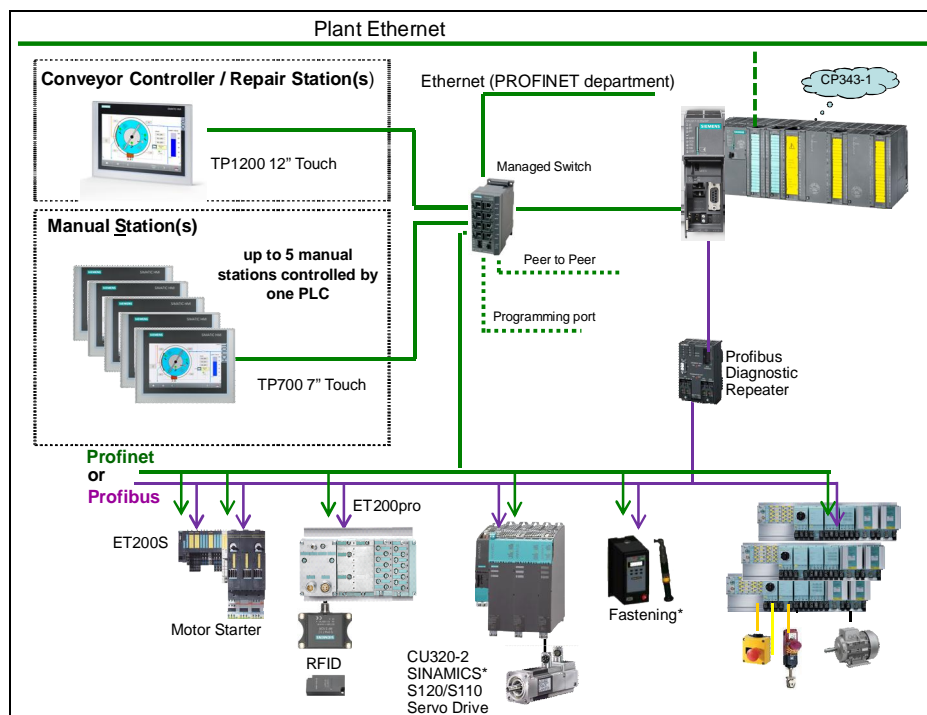 Plant Ethernet
Conveyor Controller / Repair Station(s)
TP1200 12” Touch
Ethernet (PROFINET department)
CP343-1
SIEMENS
Managed Switch
Manual Station(s)
up to 5 manual
stations controlled by
one PLC
TP700 7” Touch
Peer to Peer
Programming port
Profibus
Diagnostic
Repeater
Profinet
or
Profibus
ET200S
Motor Starter
ET200pro
RFID
CU320-2
SINAMICS*
S120/S110
Servo Drive
Fastening*